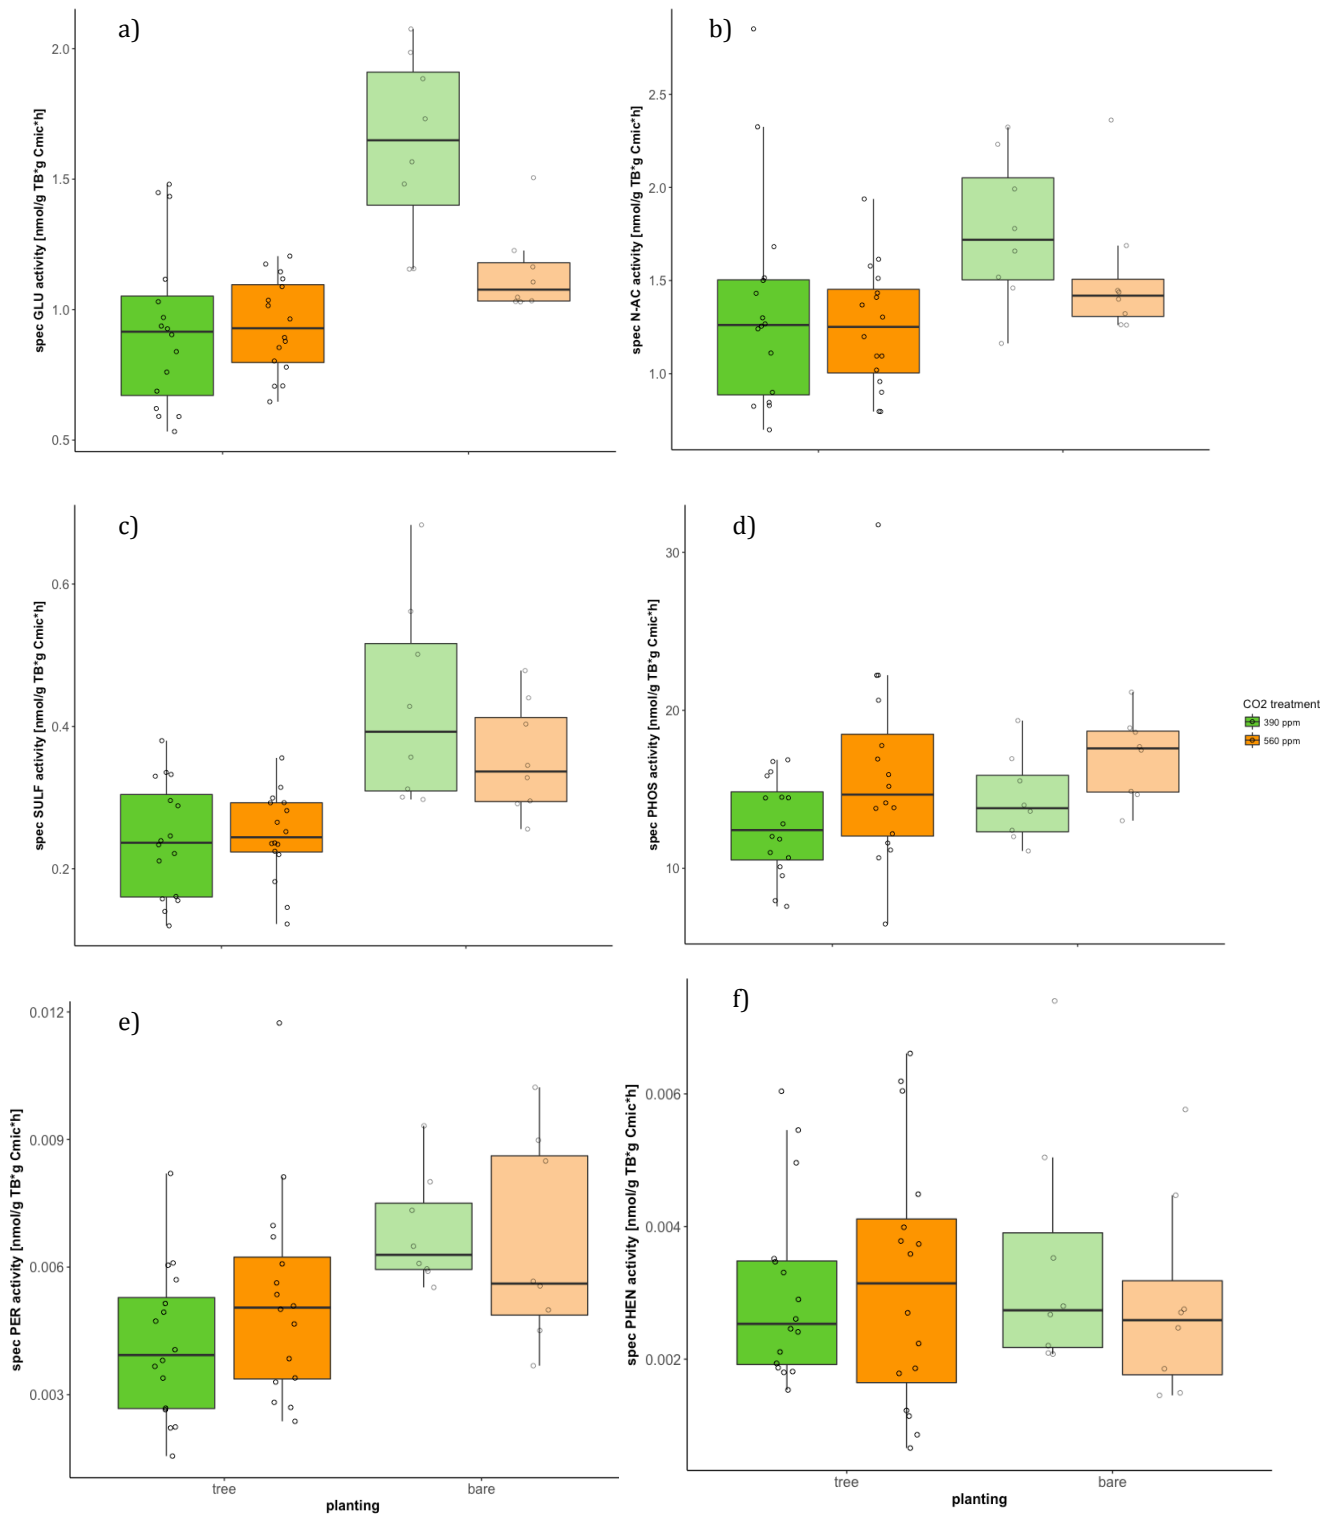 a)
spec GLU activity [nmol/g TB*g Cmic*h]
2.0
1.5
1.0
0.5
b)
spec N-AC activity [nmol/g TB*g Cmic*h]
2.5
2.0
1.5
1.0
c)
spec SULF activity [nmol/g TB*g Cmic*h]
0.6
0.4
0.2
d)
spec PHOS activity [nmol/g TB*g Cmic*h]
30
20
10
CO2 treatment
390 ppm
560 ppm
e)
spec PER activity [nmol/g TB*g Cmic*h]
0.012
0.009
0.006
0.003
tree
bare
planting
f)
spec PHEN activity [nmol/g TB*g Cmic*h]
0.006
0.004
0.002
tree
bare
planting